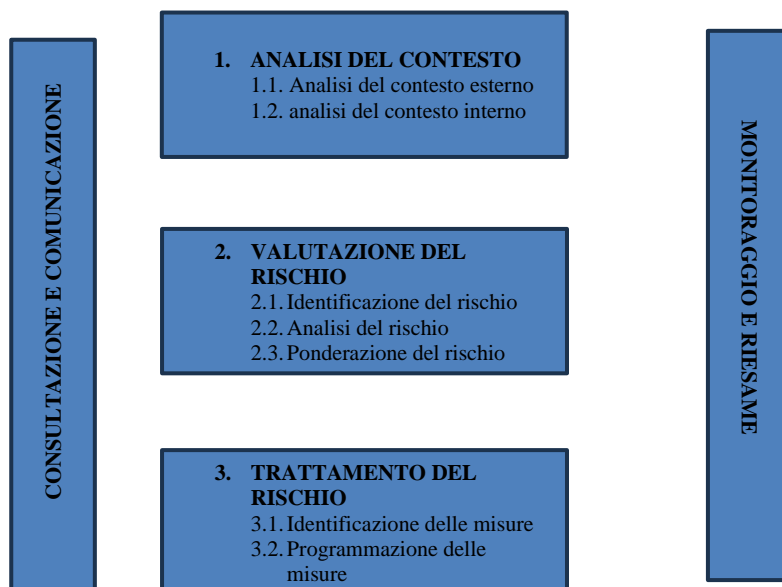 CONSULTAZIONE E COMUNICAZIONE
1. ANALISI DEL CONTESTO
1.1. Analisi del contesto esterno
1.2. analisi del contesto interno
2. VALUTAZIONE DEL
RISCHIO
2.1. Identificazione del rischio
2.2. Analisi del rischio
2.3. Ponderazione del rischio
3. TRATTAMENTO DEL
RISCHIO
3.1. Identificazione delle misure
3.2. Programmazione delle
misure
MONITORAGGIO E RIESAME